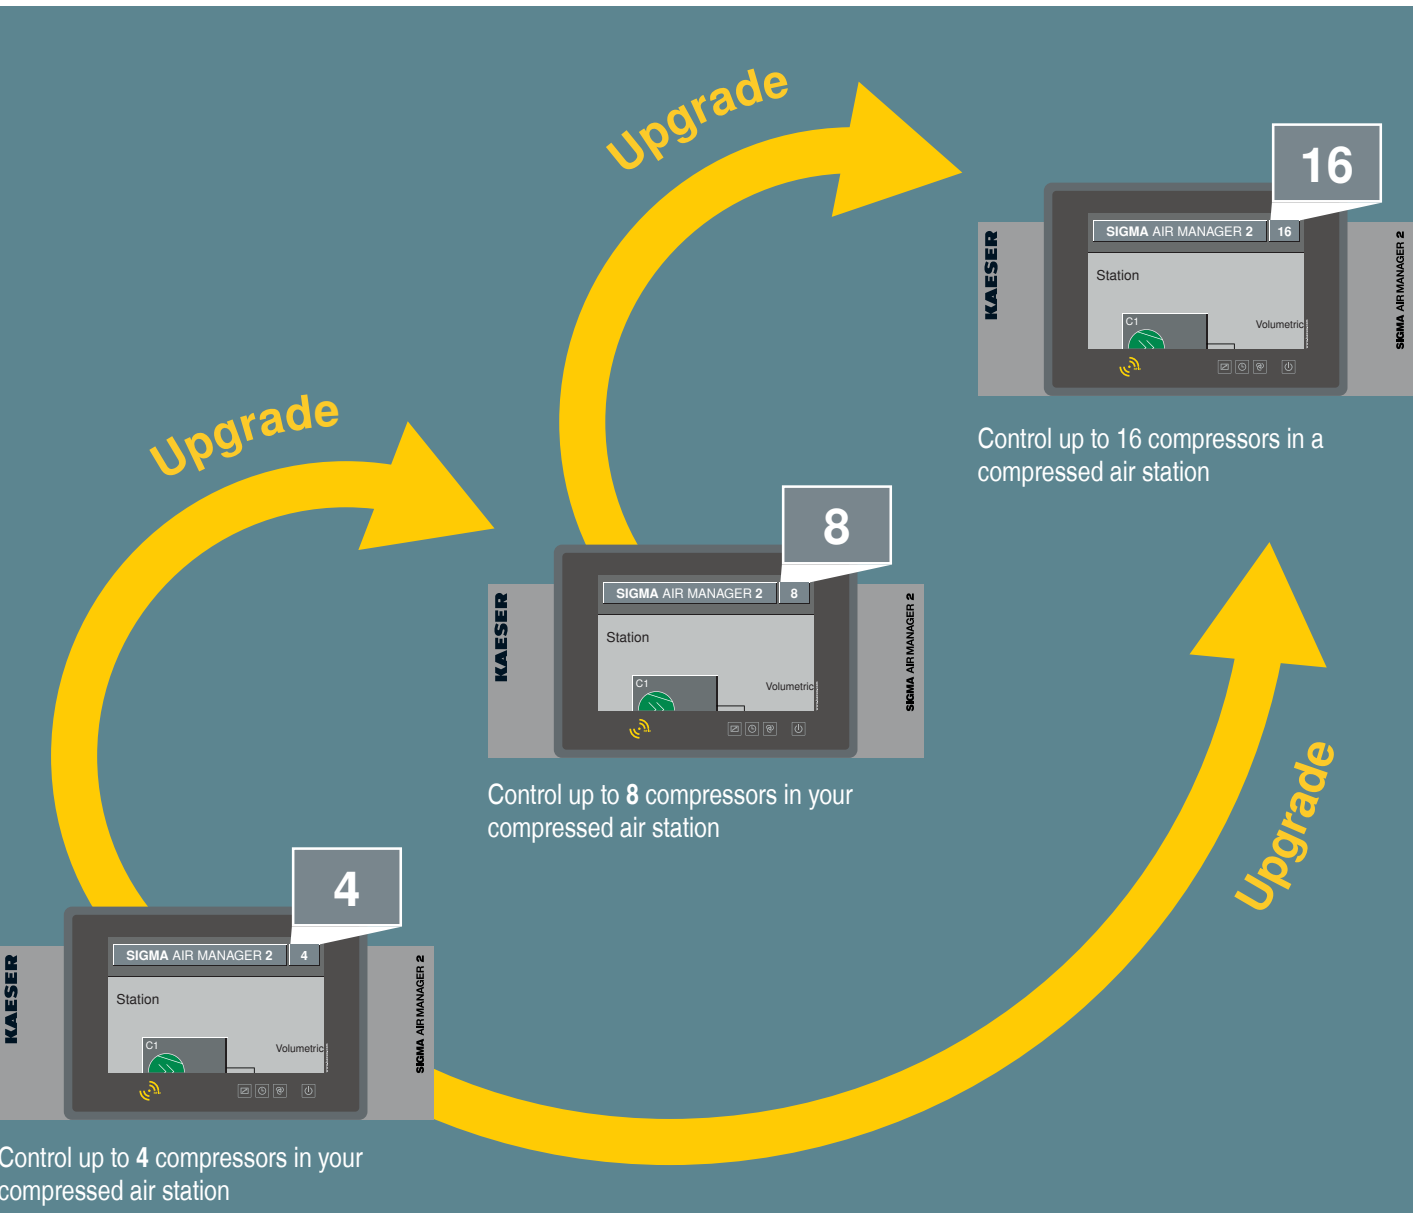 Upgrade
16
KAESER
SIGMA AIR MANAGER 2 16
Station
C1
Volumetric
SIGMA AIR MANAGER 2
Control up to 16 compressors in a
compressed air station
Upgrade
8
KAESER
SIGMA AIR MANAGER 2 8
Station
C1
Volumetric
SIGMA AIR MANAGER 2
Control up to 8 compressors in your
compressed air station
Upgrade
4
KAESER
SIGMA AIR MANAGER 2 4
Station
C1
Volumetric
SIGMA AIR MANAGER 2
Control up to 4 compressors in your
compressed air station